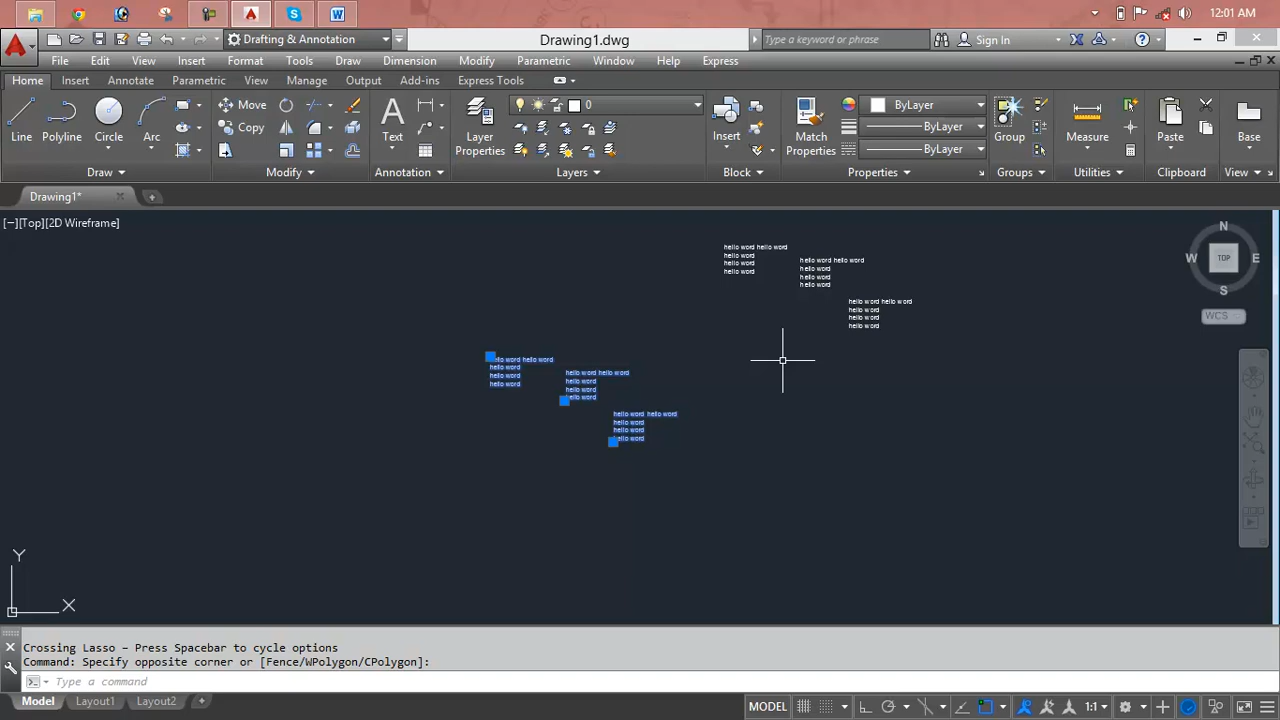 12:01 AM
Drafting & Annotation
Drawing1.dwg
Type a keyword or phrase
Sign In
File Edit View Insert Format Tools Draw Dimension Modify Parametric Window Help Express
Home Insert Annotate Parametric View Manage Output Add-ins Express Tools
Line Polyline Circle Arc
Move
Copy
Text
Layer Properties
0
Insert
Match Properties
ByLayer
ByLayer
ByLayer
Group
Measure
Paste
Base
Draw Modify Annotation Layers Block Properties Groups Utilities Clipboard View
Drawing1*
[−][Top][2D Wireframe]
hello word hello word
hello word
hello word
hello word
hello word hello word
hello word
hello word
hello word
hello word hello word
hello word
hello word
hello word
N
W TOP E
S
WCS
hello word hello word
hello word
hello word
hello word
hello word hello word
hello word
hello word
hello word
hello word hello word
hello word
hello word
hello word
Y
X
Crossing Lasso – Press Spacebar to cycle options
Command: Specify opposite corner or [Fence/WPolygon/CPolygon]:
Type a command
Model Layout1 Layout2
MODEL
1:1